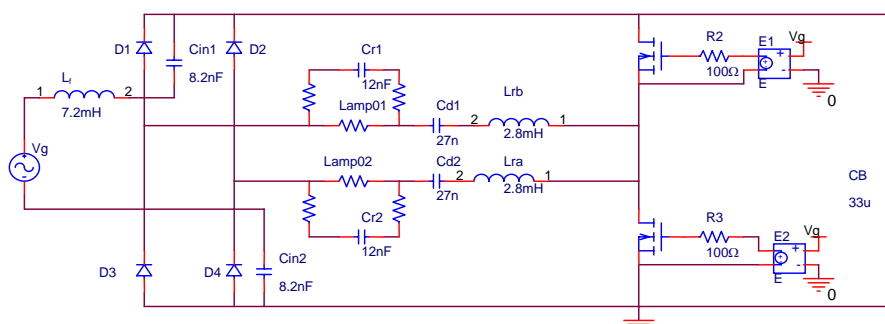 D1
Cin1
8.2nF
D2
Cr1
12nF
R2
100Ω
E1
Vg
E
0
1
Lf
2
7.2mH
Lamp01
Cd1
27n
Lrb
2
1
2.8mH
Vg
Lamp02
Cd2
27n
Lra
2
1
2.8mH
CB
33u
Cr2
12nF
R3
100Ω
E2
Vg
E
0
D3
D4
Cin2
8.2nF
+
-
+
-
+
-
+
-